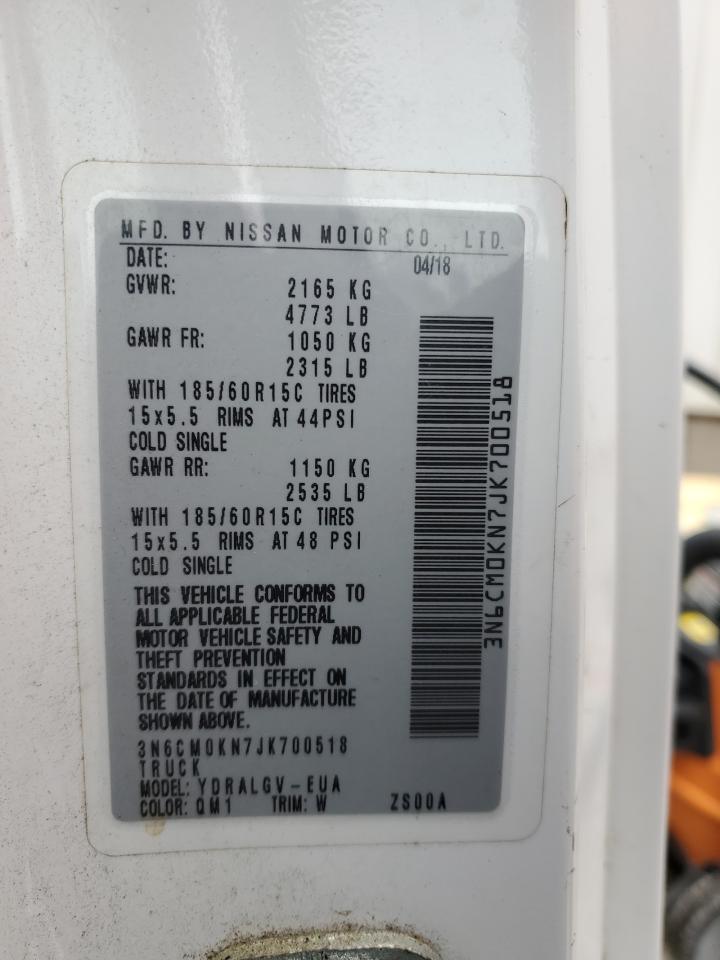 MFD. BY NISSAN MOTOR CO., LTD.
DATE: 04/18
GVWR: 2165 KG
4773 LB
GAWR FR: 1050 KG
2315 LB
WITH 185/60R15C TIRES
15x5.5 RIMS AT 44PSI
COLD SINGLE
GAWR RR: 1150 KG
2535 LB
WITH 185/60R15C TIRES
15x5.5 RIMS AT 48 PSI
COLD SINGLE
THIS VEHICLE CONFORMS TO
ALL APPLICABLE FEDERAL
MOTOR VEHICLE SAFETY AND
THEFT PREVENTION
STANDARDS IN EFFECT ON
THE DATE OF MANUFACTURE
SHOWN ABOVE.
3N6CM0KN7JK700518
TRUCK
MODEL: YDRALGV-EUA
COLOR: QM1 TRIM: W ZS00A
3N6CM0KN7JK700518